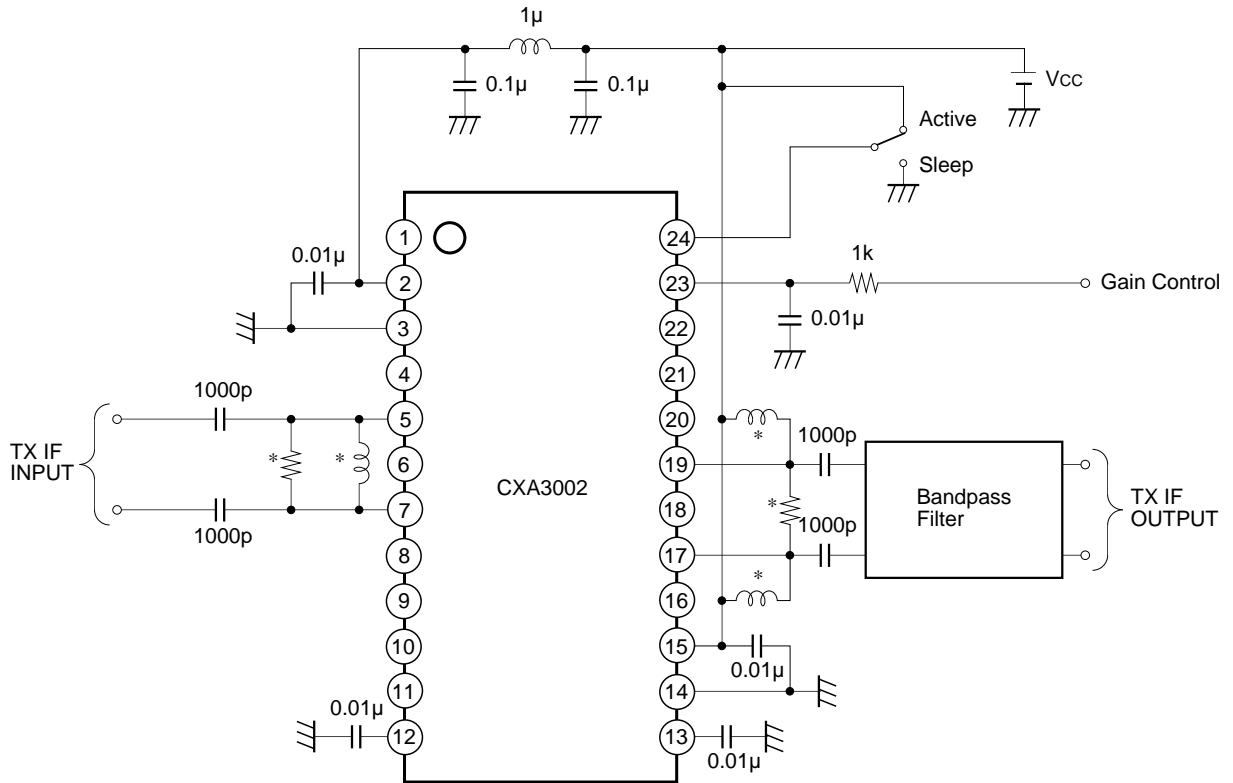 1µ
0.1µ
0.1µ
VCC
Active
Sleep
1
24
0.01µ
1k
2
23
Gain Control
3
22
0.01µ
4
21
1000p
5
20
*
1000p
TX IF
INPUT
*
*
6
19
CXA3002
Bandpass
Filter
TX IF
OUTPUT
7
18
*
1000p
1000p
8
17
*
9
16
10
15
0.01µ
11
14
0.01µ
12
13
0.01µ